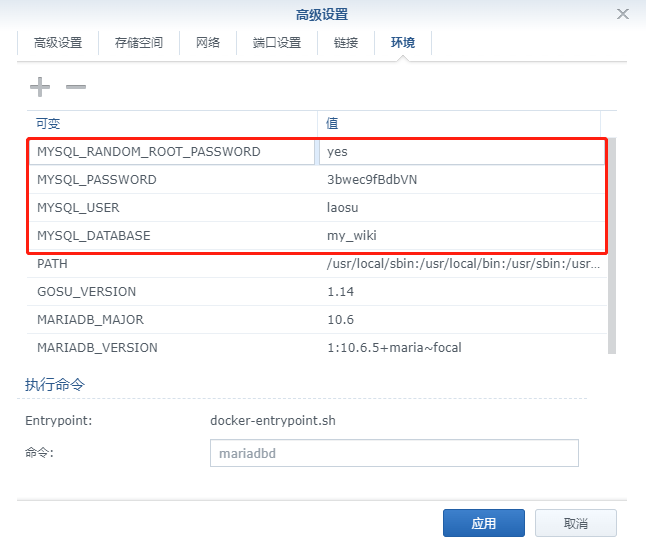 高级设置
高级设置 存储空间 网络 端口设置 链接 环境
可变 值
MYSQL_RANDOM_ROOT_PASSWORD yes
MYSQL_PASSWORD 3bwec9fBdbVN
MYSQL_USER laosu
MYSQL_DATABASE my_wiki
PATH /usr/local/sbin:/usr/local/bin:/usr/sbin:/usr...
GOSU_VERSION 1.14
MARIADB_MAJOR 10.6
MARIADB_VERSION 1:10.6.5+maria~focal
执行命令
Entrypoint: docker-entrypoint.sh
命令: mariadbd
应用 取消